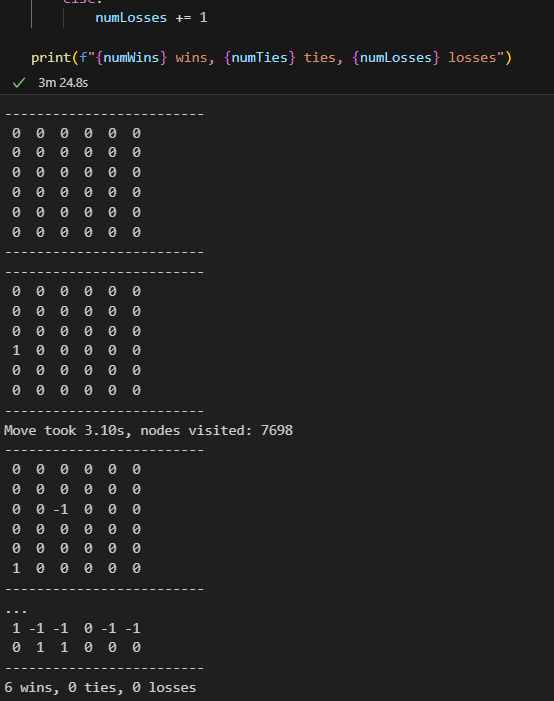 else:
numLosses += 1
print(f"{numWins} wins, {numTies} ties, {numLosses} losses")
3m 24.8s
-------------------------
0 0 0 0 0 0
0 0 0 0 0 0
0 0 0 0 0 0
0 0 0 0 0 0
0 0 0 0 0 0
0 0 0 0 0 0
-------------------------
-------------------------
0 0 0 0 0 0
0 0 0 0 0 0
0 0 0 0 0 0
1 0 0 0 0 0
0 0 0 0 0 0
0 0 0 0 0 0
-------------------------
Move took 3.10s, nodes visited: 7698
-------------------------
0 0 0 0 0 0
0 0 0 0 0 0
0 0 -1 0 0 0
0 0 0 0 0 0
0 0 0 0 0 0
1 0 0 0 0 0
-------------------------
...
1 -1 -1 0 -1 -1
0 1 1 0 0 0
-------------------------
6 wins, 0 ties, 0 losses